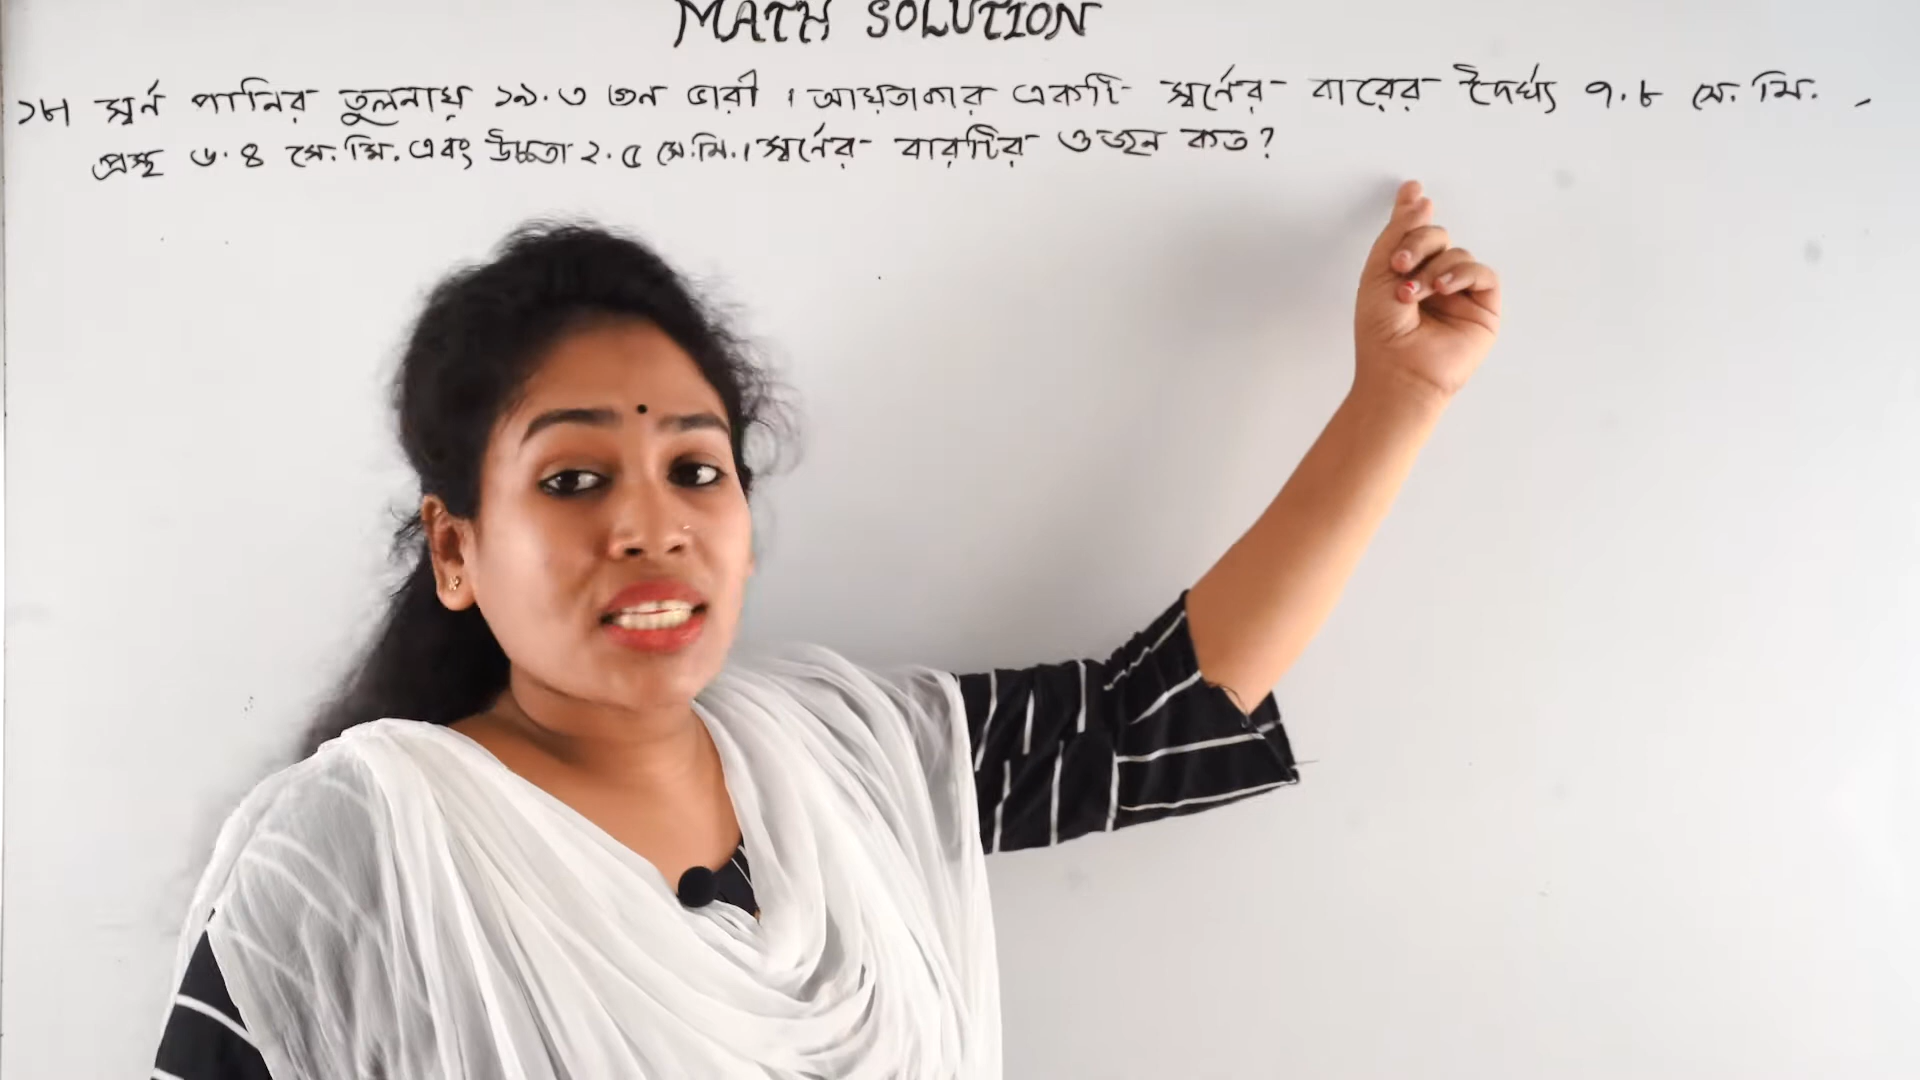 MATH SOLUTION
১৮। স্বর্ন পানির তুলনায় ১৯.৩ গুন ভারী। আয়তাকার একটি স্বর্নের বারের দৈর্ঘ্য ৭.৮ সে.মি. ,
প্রস্থ ৬.৪ সে.মি. এবং উচ্চতা ২.৫ সে.মি.। স্বর্নের বারটির ওজন কত?